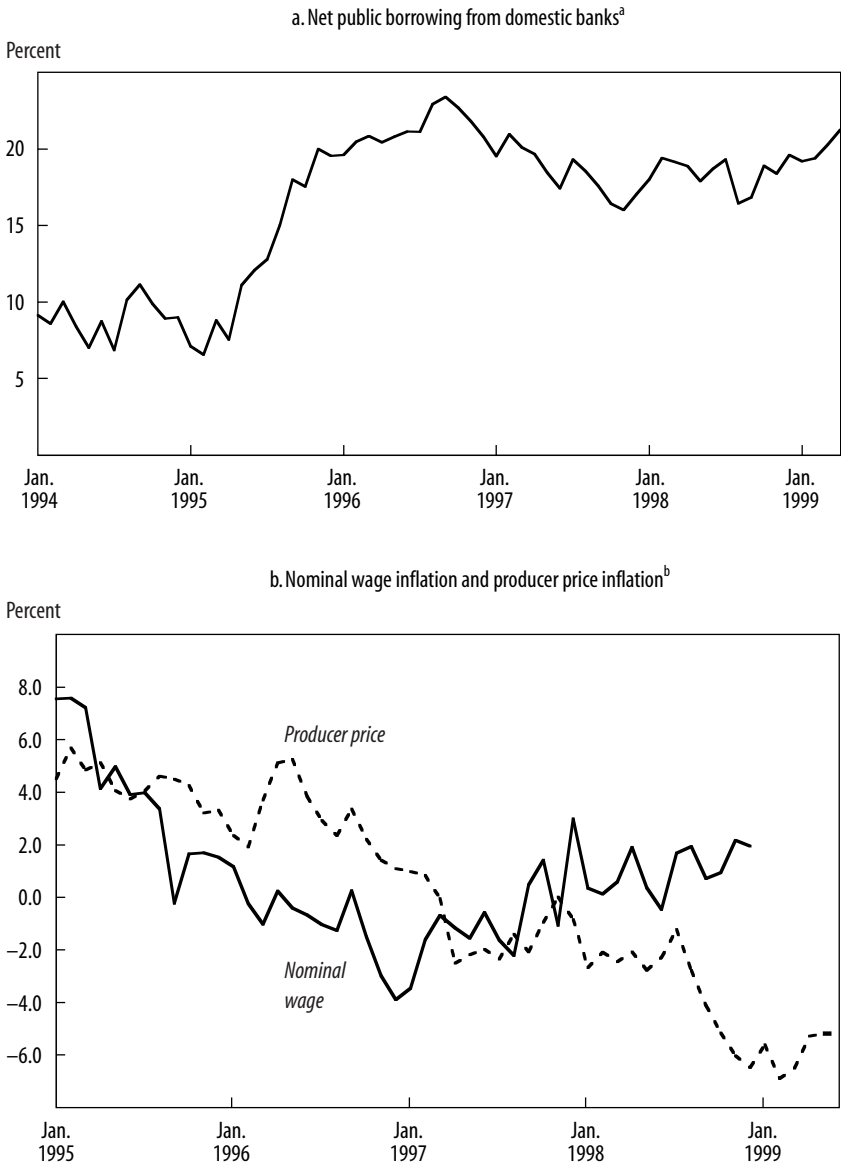 a. Net public borrowing from domestic banksᵃ
Percent
20
15
10
5
Jan. Jan. Jan. Jan. Jan. Jan.
1994 1995 1996 1997 1998 1999
b. Nominal wage inflation and producer price inflationᵇ
Percent
8.0
6.0
Producer price
4.0
2.0
0.0
−2.0
Nominal
wage
−4.0
−6.0
Jan. Jan. Jan. Jan. Jan.
1995 1996 1997 1998 1999